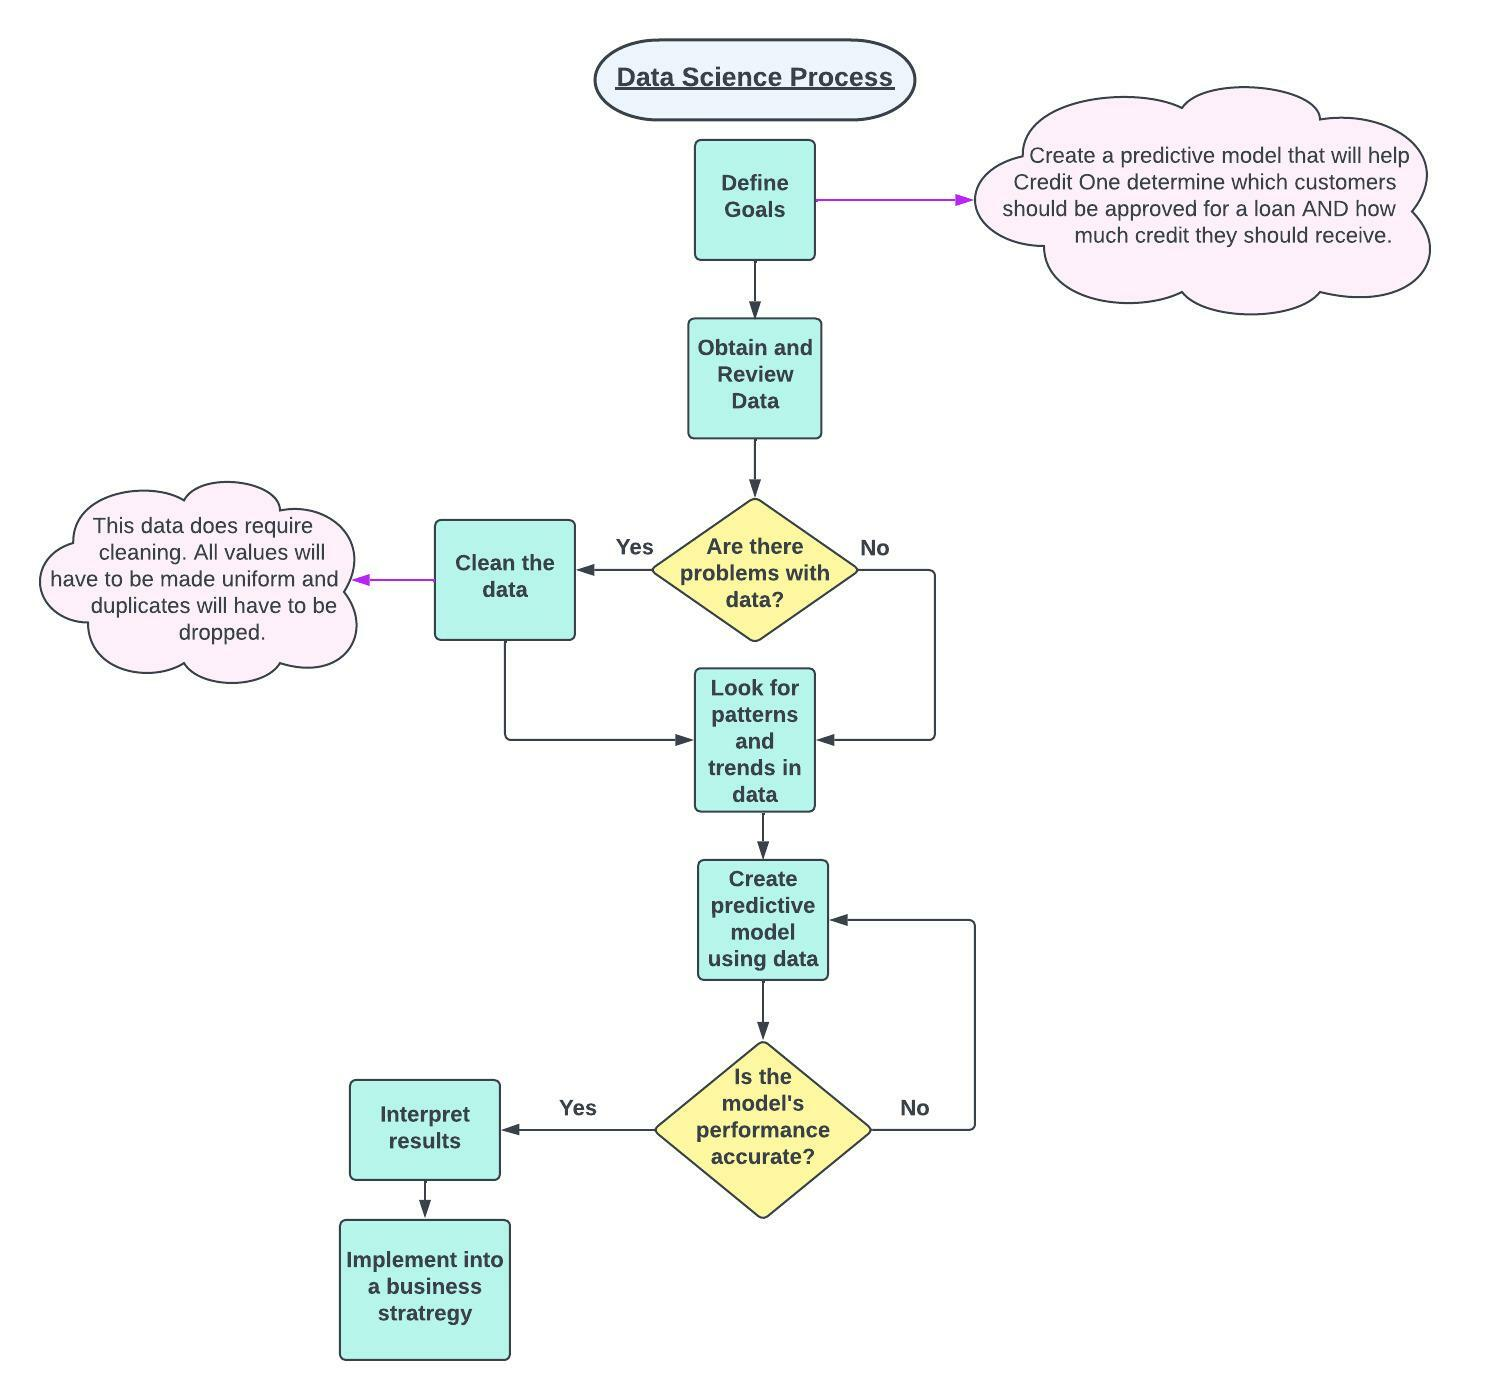 Data Science Process
Define
Goals
Create a predictive model that will help
Credit One determine which customers
should be approved for a loan AND how
much credit they should receive.
Obtain and
Review
Data
Are there
problems with
data?
Yes
No
Clean the
data
This data does require
cleaning. All values will
have to be made uniform and
duplicates will have to be
dropped.
Look for
patterns
and
trends in
data
Create
predictive
model
using data
Is the
model's
performance
accurate?
Yes
No
Interpret
results
Implement into
a business
stratregy